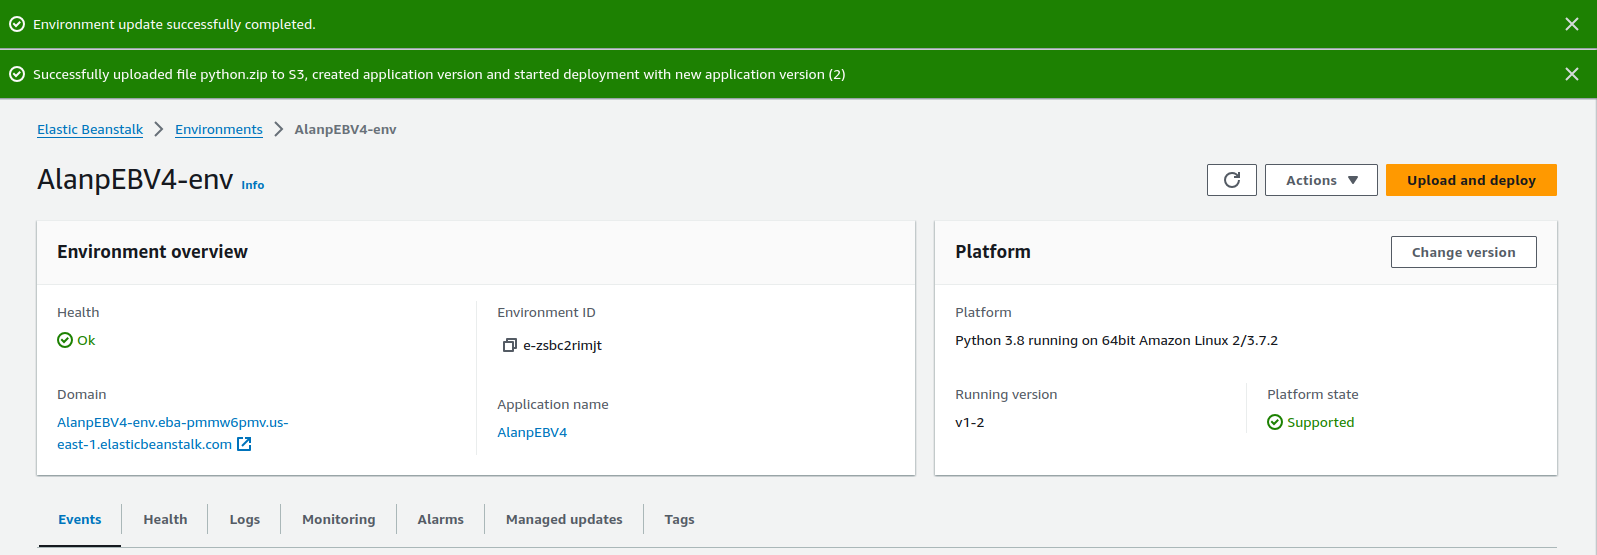 Environment update successfully completed.
Successfully uploaded file python.zip to S3, created application version and started deployment with new application version (2)
Elastic Beanstalk
Environments
AlanpEBV4-env
AlanpEBV4-env Info
Actions
Upload and deploy
Environment overview
Health
Ok
Environment ID
e-zsbc2rimjt
Domain
AlanpEBV4-env.eba-pmmw6pmv.us-
east-1.elasticbeanstalk.com
Application name
AlanpEBV4
Platform
Change version
Platform
Python 3.8 running on 64bit Amazon Linux 2/3.7.2
Running version
v1-2
Platform state
Supported
Events
Health
Logs
Monitoring
Alarms
Managed updates
Tags